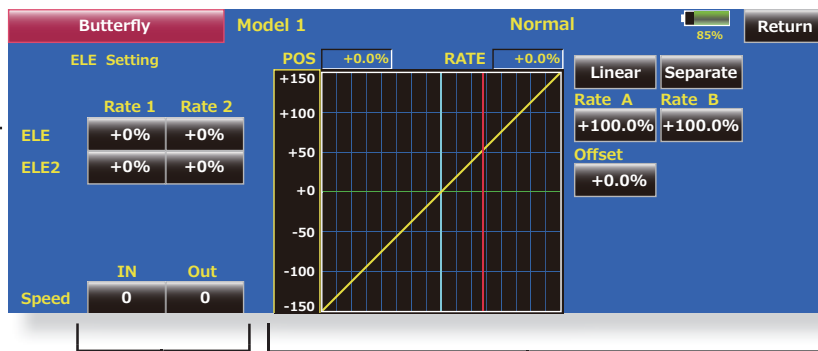 Butterfly Model 1 Normal 85% Return
ELE Setting
POS +0.0% RATE +0.0%
Linear Separate
Rate 1 Rate 2
ELE +0% +0%
ELE2 +0% +0%
Speed
IN Out
0 0
+150
+100
+50
+0
-50
-100
-150
Rate A Rate B
+100.0% +100.0%
Offset
+0.0%